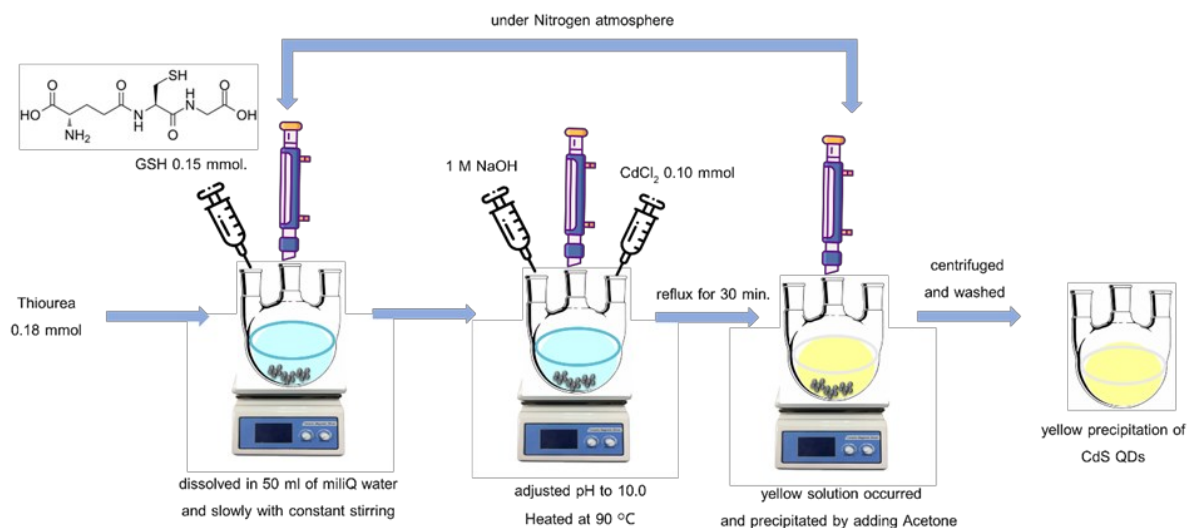 under Nitrogen atmosphere
SH
O
O
O
HO
N
H
H
N
OH
NH2
O
GSH 0.15 mmol.
1 M NaOH
CdCl2 0.10 mmol
Thiourea
0.18 mmol
reflux for 30 min.
centrifuged
and washed
dissolved in 50 ml of miliQ water
and slowly with constant stirring
adjusted pH to 10.0
Heated at 90 ºC
yellow solution occurred
and precipitated by adding Acetone
yellow precipitation of
CdS QDs